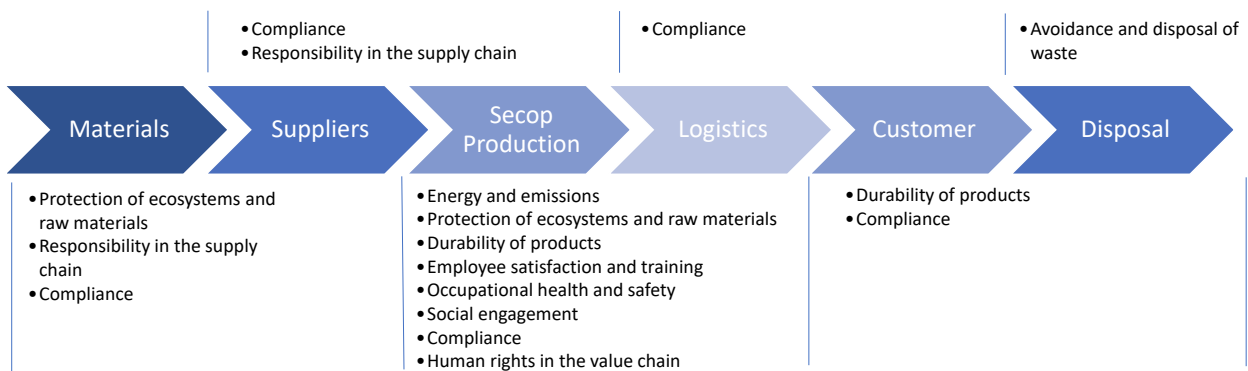 •Compliance
•Responsibility in the supply chain
•Compliance
•Avoidance and disposal of
waste
Materials
Suppliers
Secop
Production
Logistics
Customer
Disposal
•Protection of ecosystems and
raw materials
•Responsibility in the supply
chain
•Compliance
•Energy and emissions
•Protection of ecosystems and raw materials
•Durability of products
•Employee satisfaction and training
•Occupational health and safety
•Social engagement
•Compliance
•Human rights in the value chain
•Durability of products
•Compliance